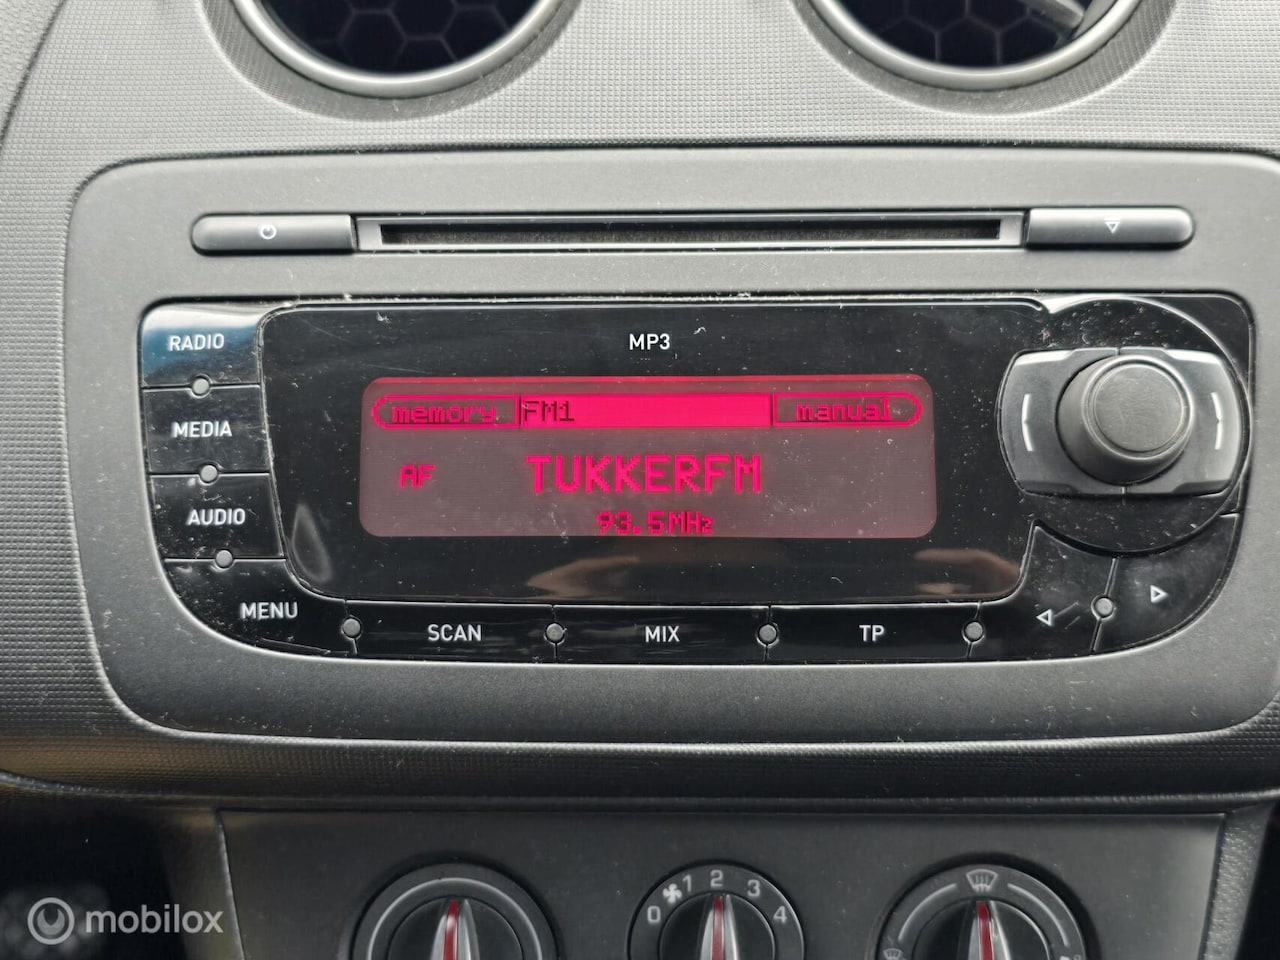 RADIO
MP3
MEDIA
memory FM1 manual
AF TUKKERFM
93.5MHz
AUDIO
MENU
SCAN MIX TP
0 1 2 3 4
mobilox